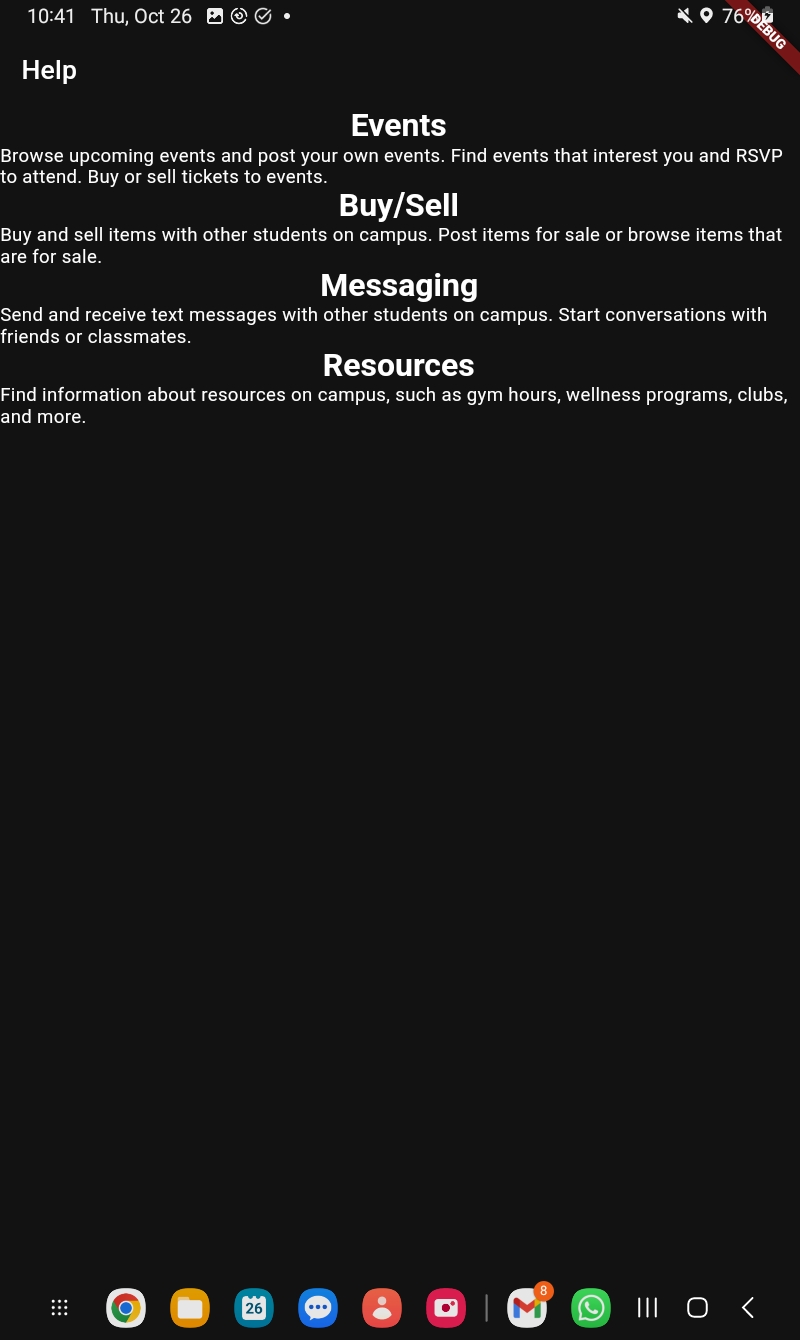 10:41 Thu, Oct 26
76%
DEBUG
Help
Events
Browse upcoming events and post your own events. Find events that interest you and RSVP
to attend. Buy or sell tickets to events.
Buy/Sell
Buy and sell items with other students on campus. Post items for sale or browse items that
are for sale.
Messaging
Send and receive text messages with other students on campus. Start conversations with
friends or classmates.
Resources
Find information about resources on campus, such as gym hours, wellness programs, clubs,
and more.
26
8